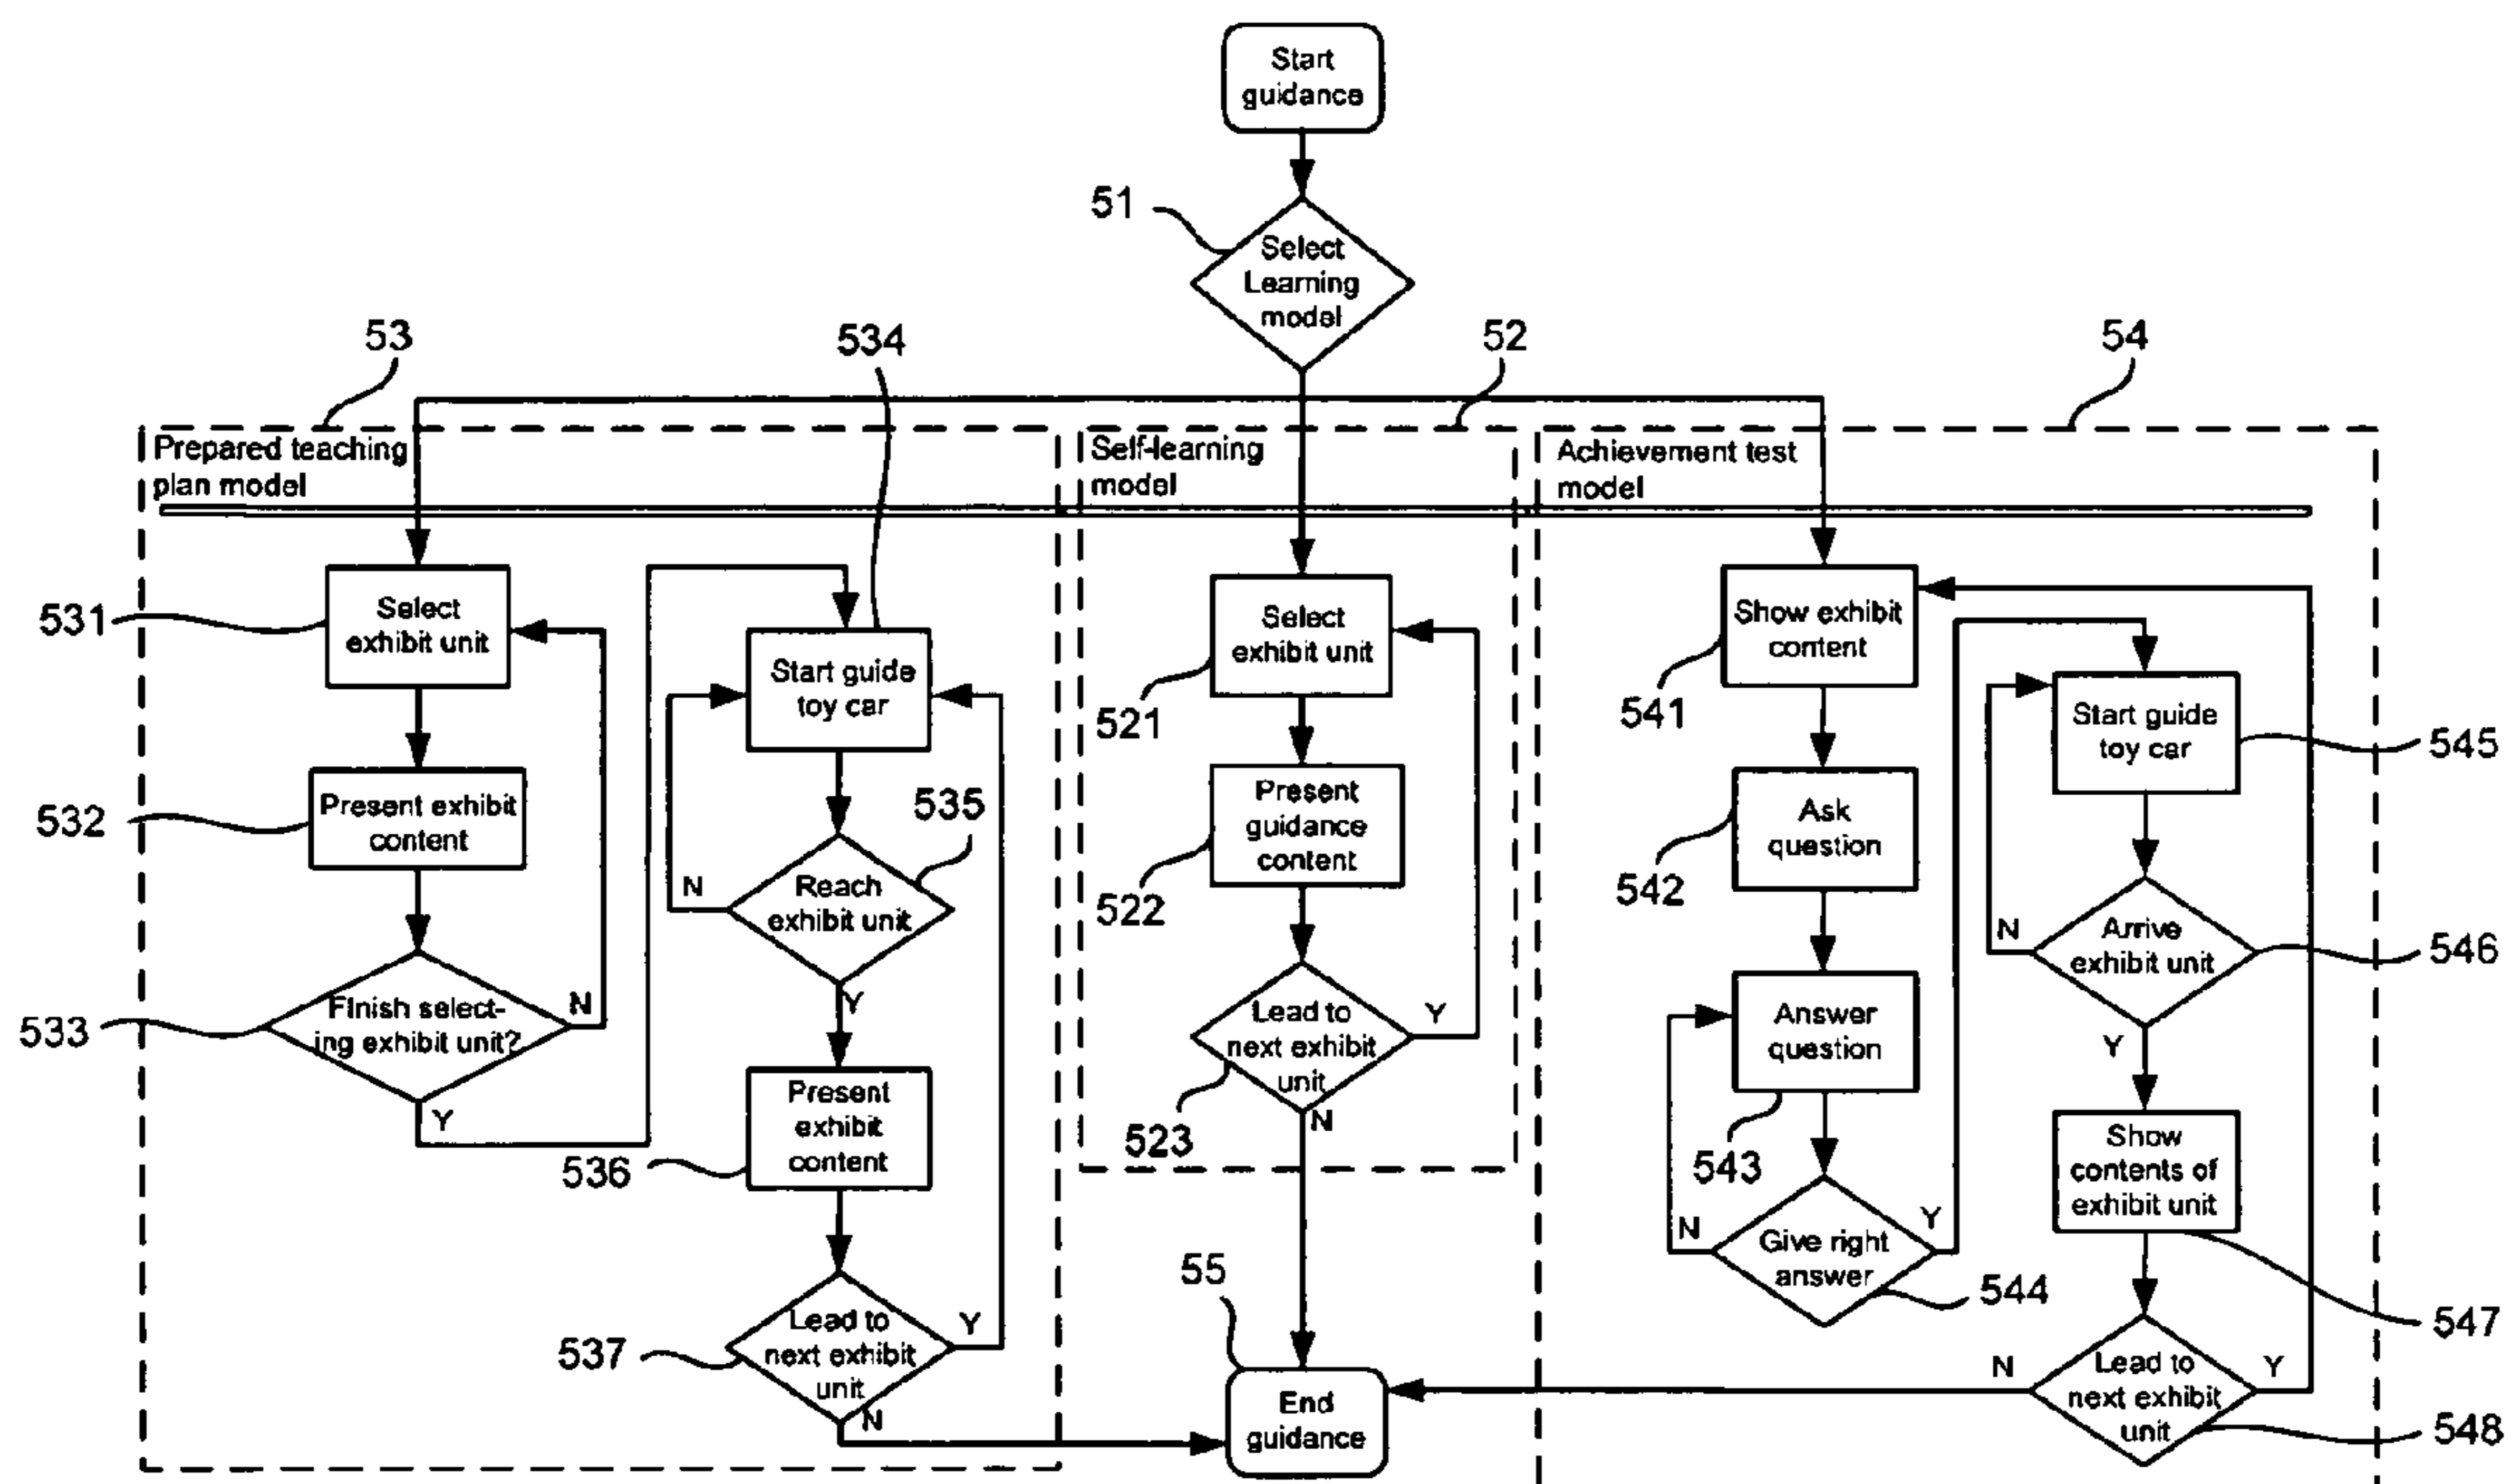 Start
guidance
51
Select
Learning
model
53
534
52
54
Prepared teaching
plan model
Self-learning
model
Achievement test
model
531
Select
exhibit unit
532
Present exhibit
content
533
FInish select-
ing exhibit unit?
N
Y
Start guide
toy car
535
Reach
exhibit unit
N
Y
536
Present
exhibit
content
537
Lead to
next exhibit
unit
Y
N
Select
exhibit unit
521
Present
guidance
content
522
Lead to
next exhibit
unit
523
Y
N
55
End
guidance
Show exhibit
content
541
Ask
question
542
Answer
question
543
Give right
answer
544
N
Y
Start guide
toy car
545
Arrive
exhibit unit
546
N
Y
Show
contents of
exhibit unit
547
Lead to
next exhibit
unit
548
N
Y